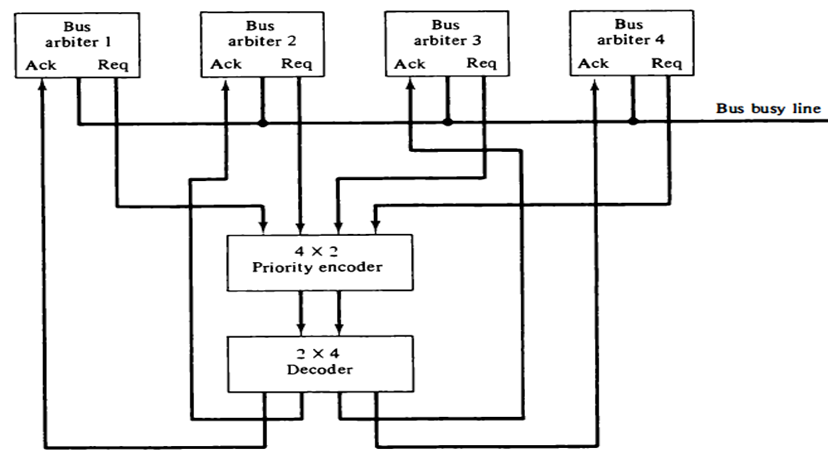 Bus
arbiter 1
Ack Req
Bus
arbiter 2
Ack Req
Bus
arbiter 3
Ack Req
Bus
arbiter 4
Ack Req
Bus busy line
4 × 2
Priority encoder
2 × 4
Decoder